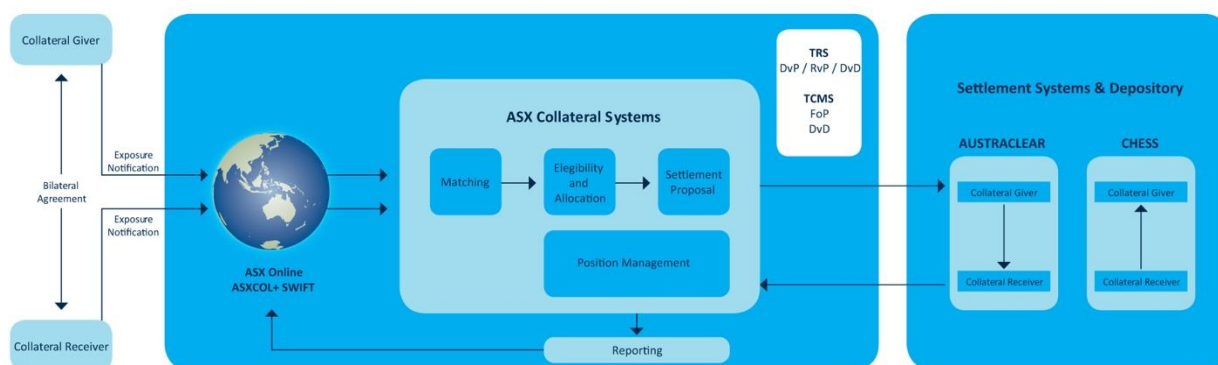 Collateral Giver
Bilateral
Agreement
Collateral Receiver
Exposure
Notification
Exposure
Notification
ASX Online
ASXCOL+ SWIFT
ASX Collateral Systems
Matching
Elegibility
and
Allocation
Settlement
Proposal
Position Management
Reporting
TRS
DvP / RvP / DvD
TCMS
FoP
DvD
Settlement Systems & Depository
AUSTRACLEAR
Collateral Giver
Collateral Receiver
CHESS
Collateral Giver
Collateral Receiver